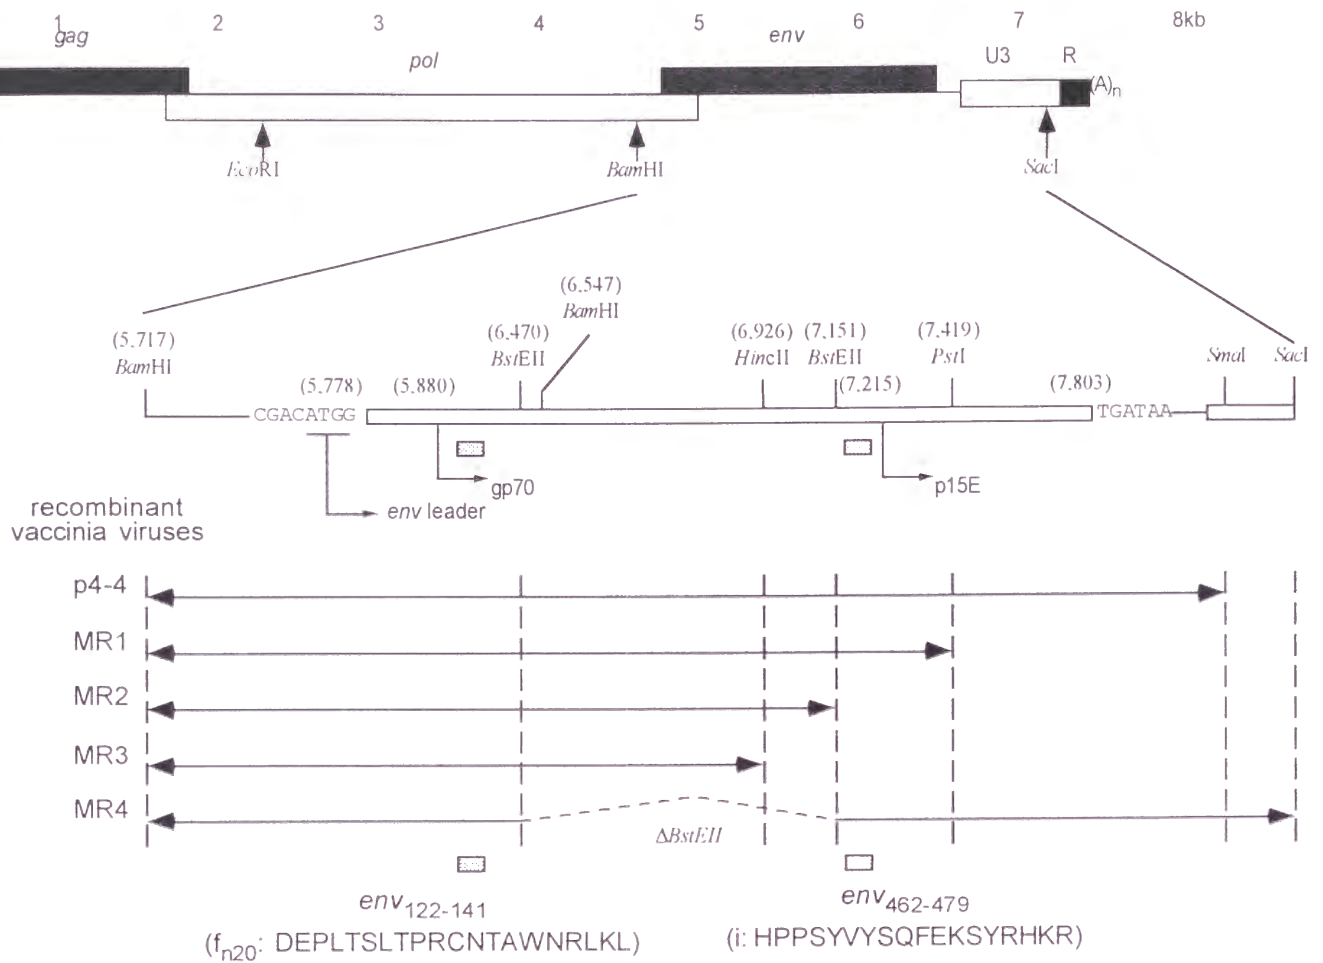 1 2 3 4 5 6 7 8kb
gag env
pol U3 R
(A)n
EcoRI BamHI SacI
(6.547)
BamHI
(5.717) (6.470) (6.926) (7.151) (7.419)
BamHI BstEII HincII BstEII PstI SmaI SacI
(5.778) (5.880) (7.215) (7.803)
CGACATGG TGATAA
gp70 p15E
env leader
recombinant
vaccinia viruses
p4-4
MR1
MR2
MR3
MR4
ΔBstEII
env122-141 env462-479
(fn20: DEPLTSLTPRCNTAWNRLKL) (i: HPPSYVYSQFEKSYRHKR)